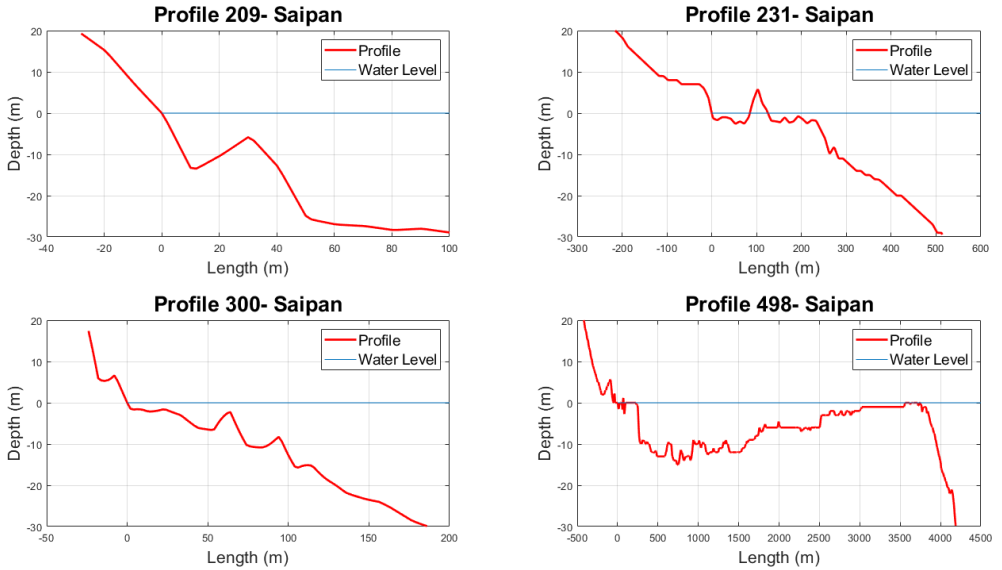 Profile 209- Saipan
Profile
Water Level
20
10
0
-10
-20
-30
Depth (m)
-40
-20
0
20
40
60
80
100
Length (m)
Profile 231- Saipan
Profile
Water Level
20
10
0
-10
-20
-30
Depth (m)
-300
-200
-100
0
100
200
300
400
500
600
Length (m)
Profile 300- Saipan
Profile
Water Level
20
10
0
-10
-20
-30
Depth (m)
-50
0
50
100
150
200
Length (m)
Profile 498- Saipan
Profile
Water Level
20
10
0
-10
-20
-30
Depth (m)
-500
0
500
1000
1500
2000
2500
3000
3500
4000
4500
Length (m)